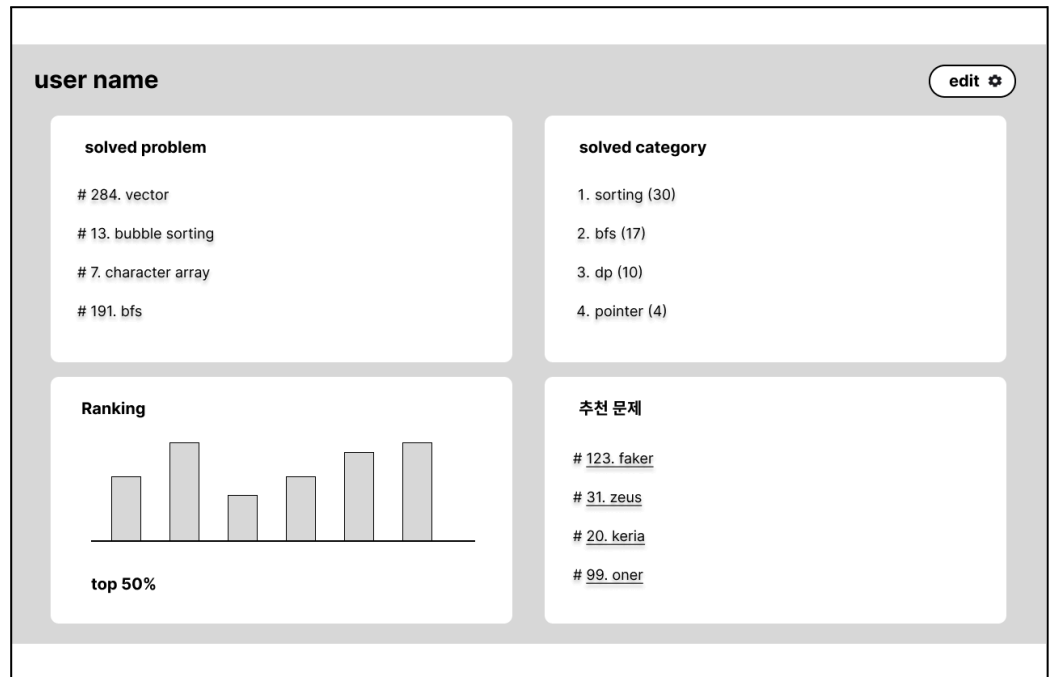 user name
edit
solved problem
# 284. vector
# 13. bubble sorting
# 7. character array
# 191. bfs
solved category
1. sorting (30)
2. bfs (17)
3. dp (10)
4. pointer (4)
Ranking
top 50%
추천 문제
# 123. faker
# 31. zeus
# 20. keria
# 99. oner